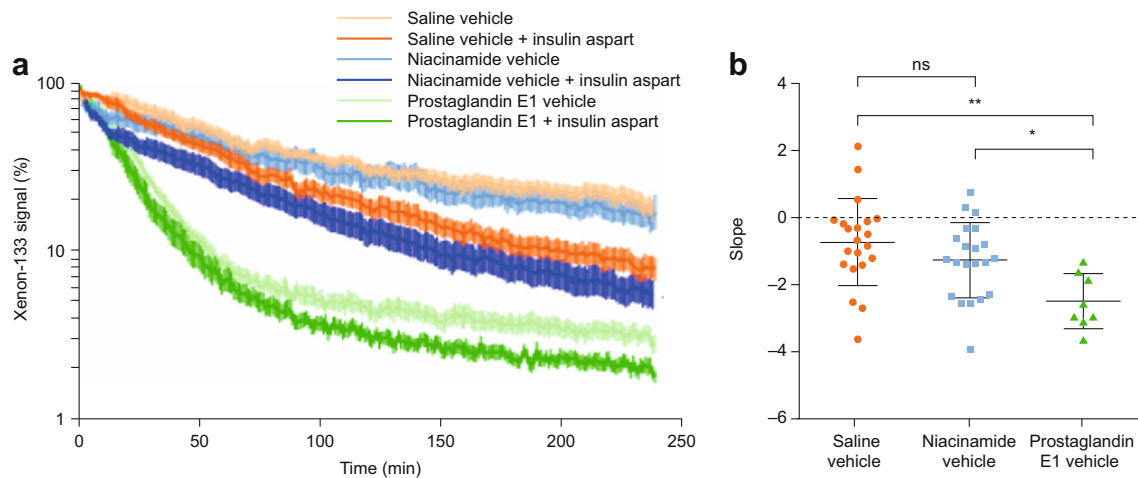 Saline vehicle
Saline vehicle + insulin aspart
Niacinamide vehicle
Niacinamide vehicle + insulin aspart
Prostaglandin E1 vehicle
Prostaglandin E1 + insulin aspart
a
100
10
1
Xenon-133 signal (%)
0 50 100 150 200 250
Time (min)
b
ns
**
*
4
2
0
–2
–4
–6
Slope
Saline
vehicle
Niacinamide
vehicle
Prostaglandin
E1 vehicle